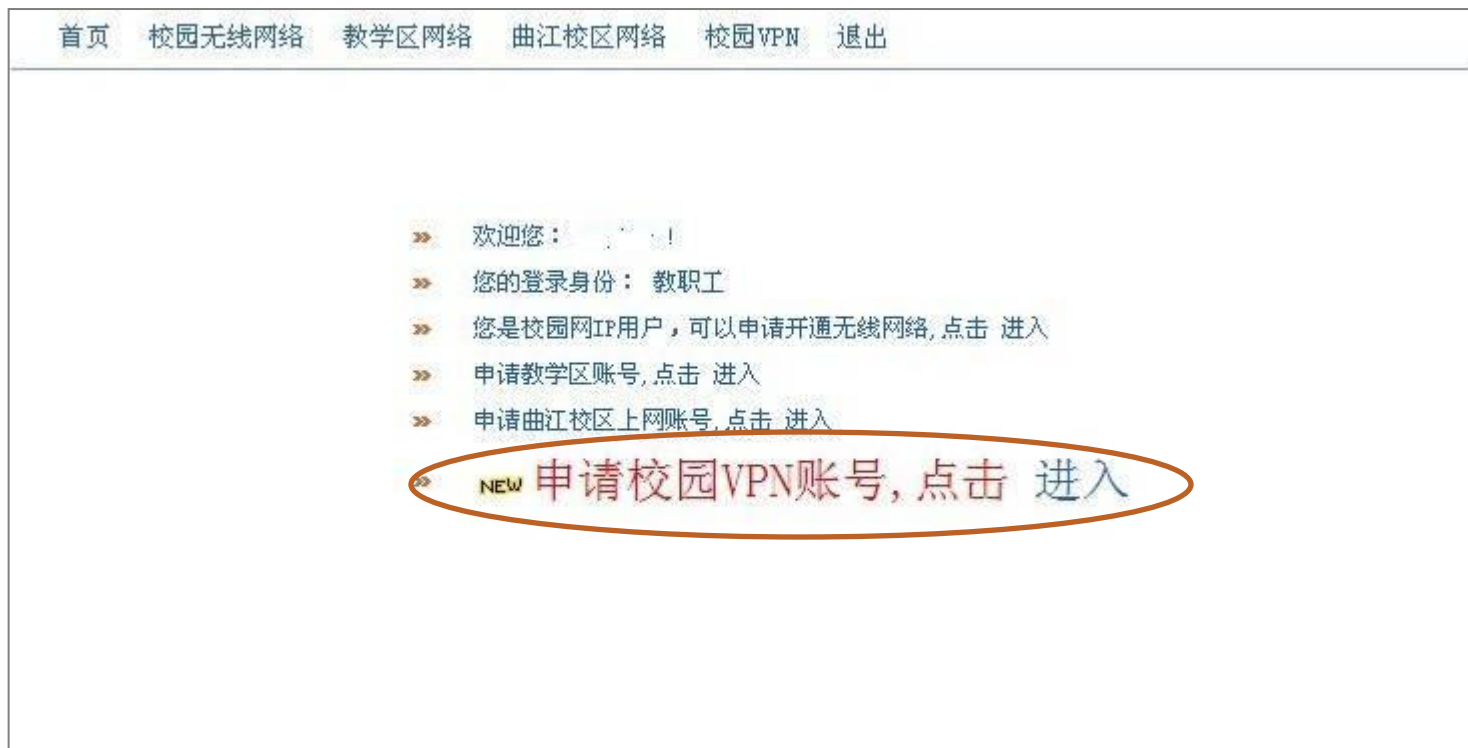 首页 校园无线网络 教学区网络 曲江校区网络 校园VPN 退出
» 欢迎您： !
» 您的登录身份： 教职工
» 您是校园网IP用户，可以申请开通无线网络,点击 进入
» 申请教学区账号,点击 进入
» 申请曲江校区上网账号,点击 进入
» NEW 申请校园VPN账号,点击 进入